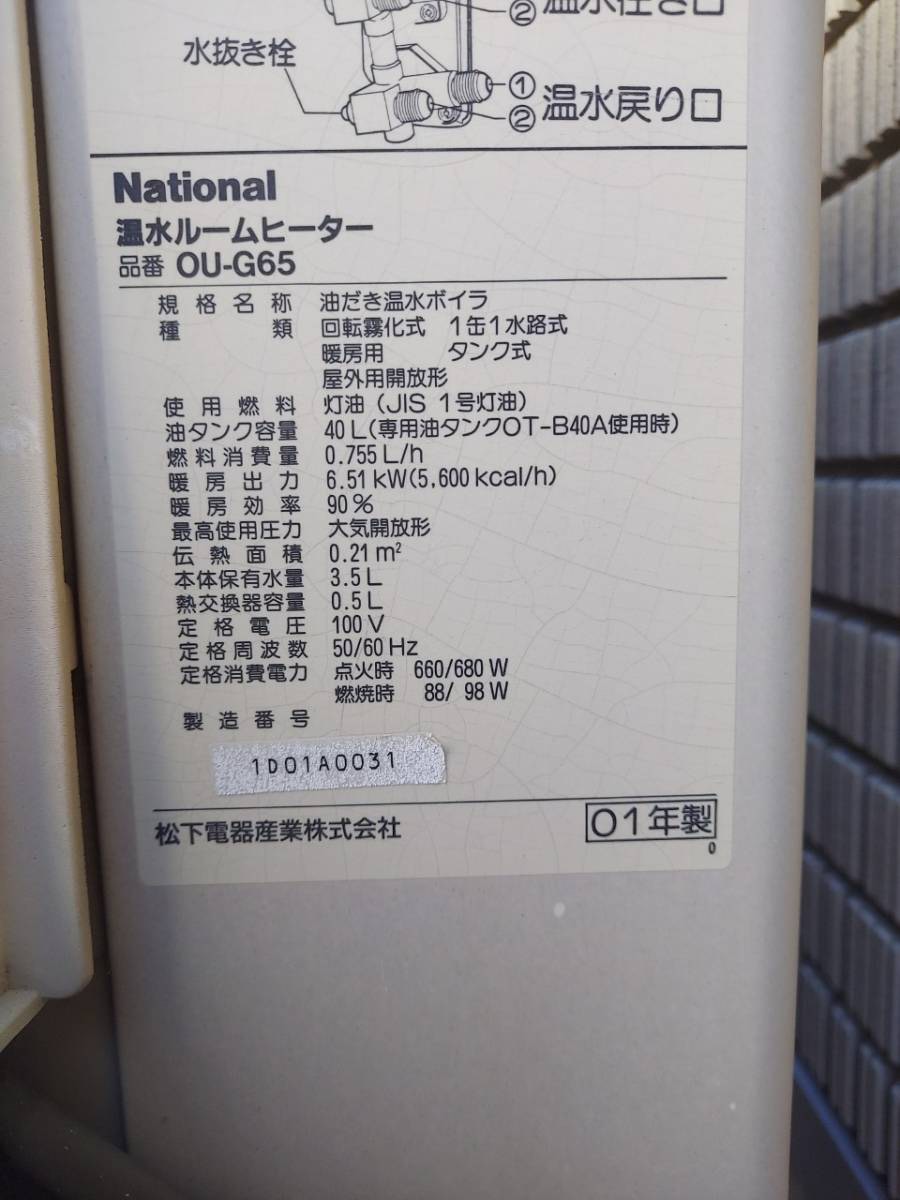 ② 温水往き口
水抜き栓
①
② 温水戻り口
National
温水ルームヒーター
品番 OU-G65
規格名称 油だき温水ボイラ
種類 回転霧化式 1缶1水路式
暖房用 タンク式
屋外用開放形
使用燃料 灯油(JIS 1号灯油)
油タンク容量 40L(専用油タンクOT-B40A使用時)
燃料消費量 0.755L/h
暖房出力 6.51kW(5,600kcal/h)
暖房効率 90%
最高使用圧力 大気開放形
伝熱面積 0.21m²
本体保有水量 3.5L
熱交換器容量 0.5L
定格電圧 100V
定格周波数 50/60Hz
定格消費電力 点火時 660/680W
燃焼時 88/ 98W
製造番号
1D01A0031
松下電器産業株式会社 01年製
0